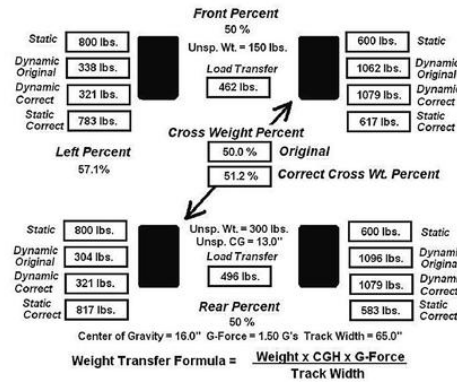 Front Percent
50 %
Unsp. Wt. = 150 lbs.
Load Transfer
462 lbs.
Static
800 lbs.
Dynamic
Original
338 lbs.
Dynamic
Correct
321 lbs.
Static
Correct
783 lbs.
600 lbs.
Static
1062 lbs.
Dynamic
Original
1079 lbs.
Dynamic
Correct
617 lbs.
Static
Correct
Left Percent
57.1%
Cross Weight Percent
50.0 %
Original
51.2 %
Correct Cross Wt. Percent
Static
800 lbs.
Dynamic
Original
304 lbs.
Dynamic
Correct
321 lbs.
Static
Correct
817 lbs.
Unsp. Wt. = 300 lbs.
Unsp. CG = 13.0"
Load Transfer
496 lbs.
600 lbs.
Static
1096 lbs.
Dynamic
Original
1079 lbs.
Dynamic
Correct
583 lbs.
Static
Correct
Rear Percent
50 %
Center of Gravity = 16.0" G-Force = 1.50 G's Track Width = 65.0"
Weight Transfer Formula = Weight x CGH x G-Force
Track Width